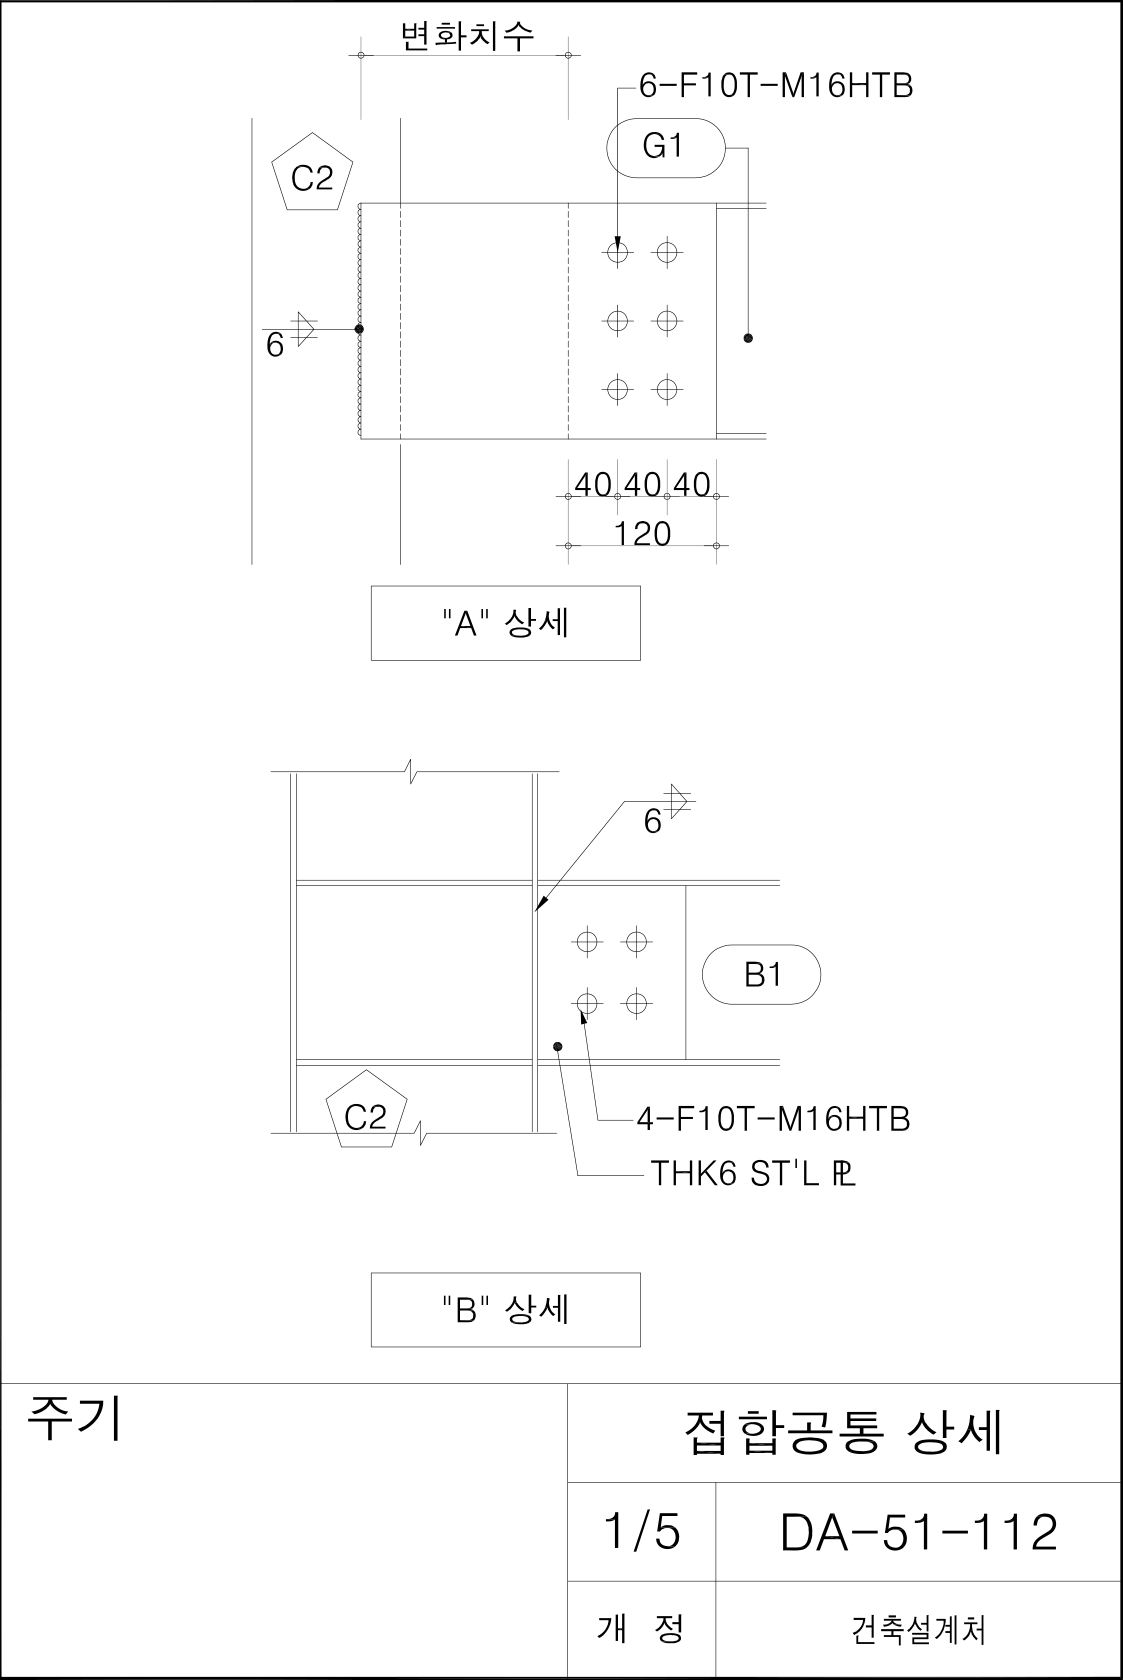 변화치수
6-F10T-M16HTB
G1
C2
6
40 40 40
120
"A" 상세
6
B1
C2
4-F10T-M16HTB
THK6 ST'L PL
"B" 상세
주기
접합공통 상세
1/5
DA-51-112
개 정
건축설계처